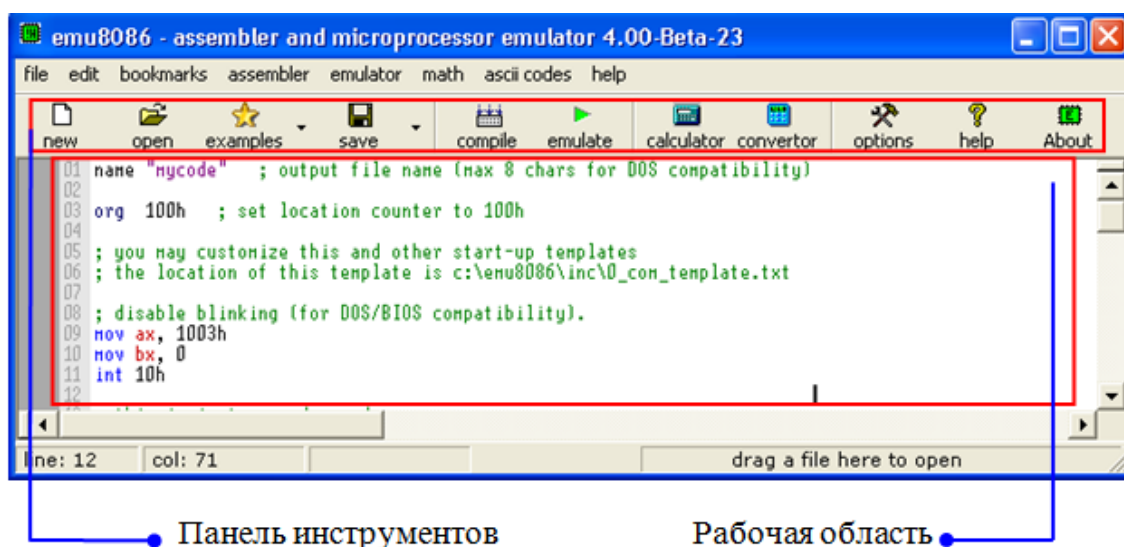 emu8086 - assembler and microprocessor emulator 4.00-Beta-23
file edit bookmarks assembler emulator math ascii codes help
new open examples save compile emulate calculator convertor options help About
01 name "mycode" ; output file name (max 8 chars for DOS compatibility)
02
03 org 100h ; set location counter to 100h
04
05 ; you may customize this and other start-up templates
06 ; the location of this template is c:\emu8086\inc\0_com_template.txt
07
08 ; disable blinking (for DOS/BIOS compatibility).
09 mov ax, 1003h
10 mov bx, 0
11 int 10h
12
line: 12 col: 71 drag a file here to open
Панель инструментов Рабочая область